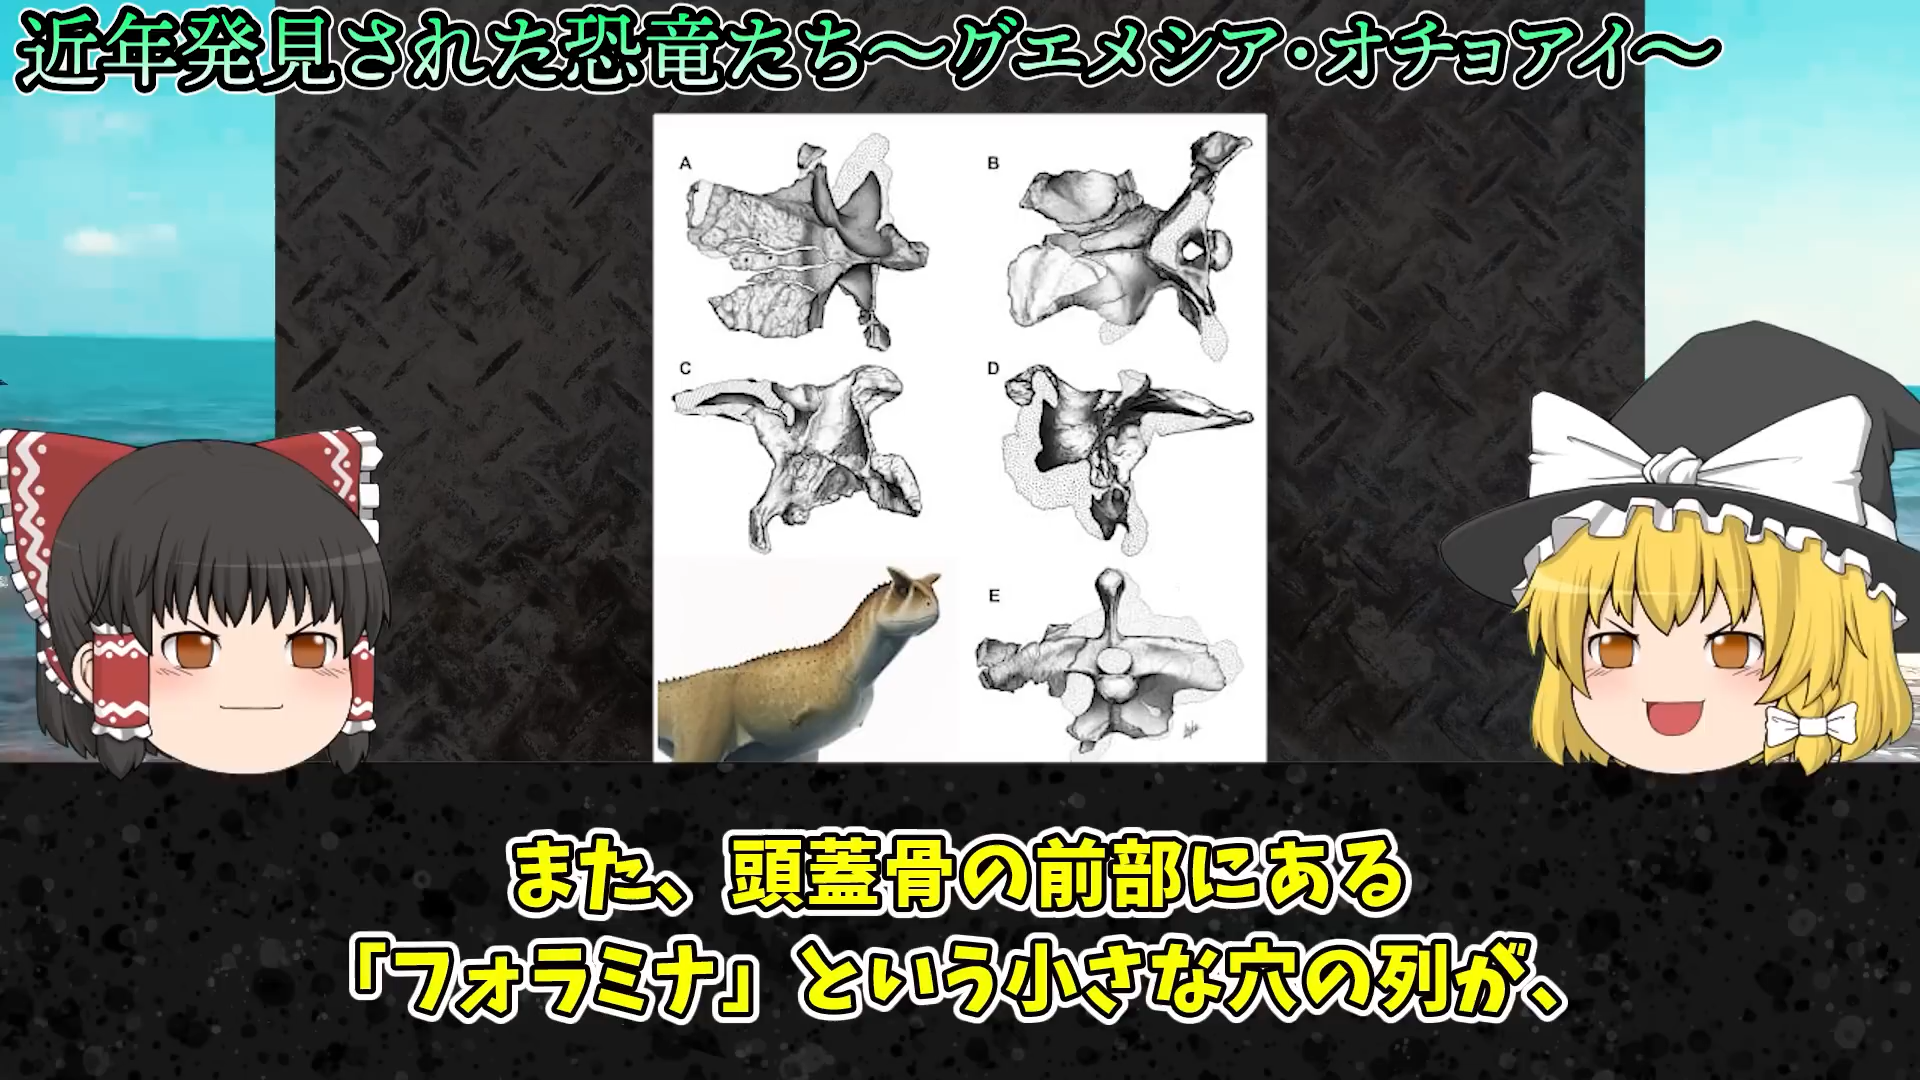 近年発見された恐竜たち～グエメシア・オチョアイ～
A
B
C
D
E
また、頭蓋骨の前部にある
「フォラミナ」という小さな穴の列が、